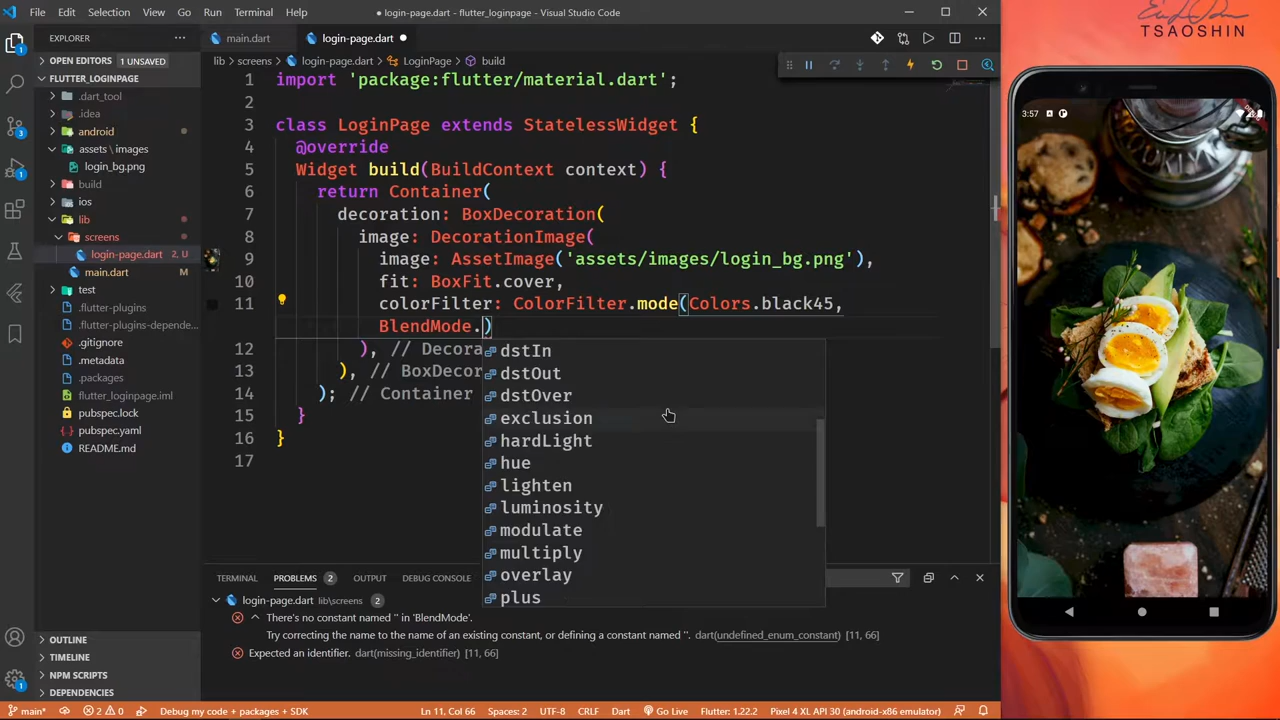 File Edit Selection View Go Run Terminal Help
● login-page.dart - flutter_loginpage - Visual Studio Code
TSAOSHIN
EXPLORER
main.dart
login-page.dart
OPEN EDITORS 1 UNSAVED
FLUTTER_LOGINPAGE
.dart_tool
.idea
android
assets \ images
login_bg.png
build
ios
lib
screens
login-page.dart 2, U
main.dart M
test
.flutter-plugins
.flutter-plugins-depende...
.gitignore
.metadata
.packages
flutter_loginpage.iml
pubspec.lock
pubspec.yaml
README.md
OUTLINE
TIMELINE
NPM SCRIPTS
DEPENDENCIES
1
3
1
1
lib > screens > login-page.dart > LoginPage > build
1 import 'package:flutter/material.dart';
2
3 class LoginPage extends StatelessWidget {
4 @override
5 Widget build(BuildContext context) {
6 return Container(
7 decoration: BoxDecoration(
8 image: DecorationImage(
9 image: AssetImage('assets/images/login_bg.png'),
10 fit: BoxFit.cover,
11 colorFilter: ColorFilter.mode(Colors.black45,
BlendMode.)
12 ), // Decora
13 ), // BoxDecor
14 ); // Container
15 }
16 }
17
dstIn
dstOut
dstOver
exclusion
hardLight
hue
lighten
luminosity
modulate
multiply
overlay
plus
TERMINAL PROBLEMS 2 OUTPUT DEBUG CONSOLE
login-page.dart lib\screens 2
There's no constant named '' in 'BlendMode'.
Try correcting the name to the name of an existing constant, or defining a constant named ''. dart(undefined_enum_constant) [11, 66]
Expected an identifier. dart(missing_identifier) [11, 66]
main* 2 0 Debug my code + packages + SDK
Ln 11, Col 66 Spaces: 2 UTF-8 CRLF Dart Go Live Flutter: 1.22.2 Pixel 4 XL API 30 (android-x86 emulator)
3:57